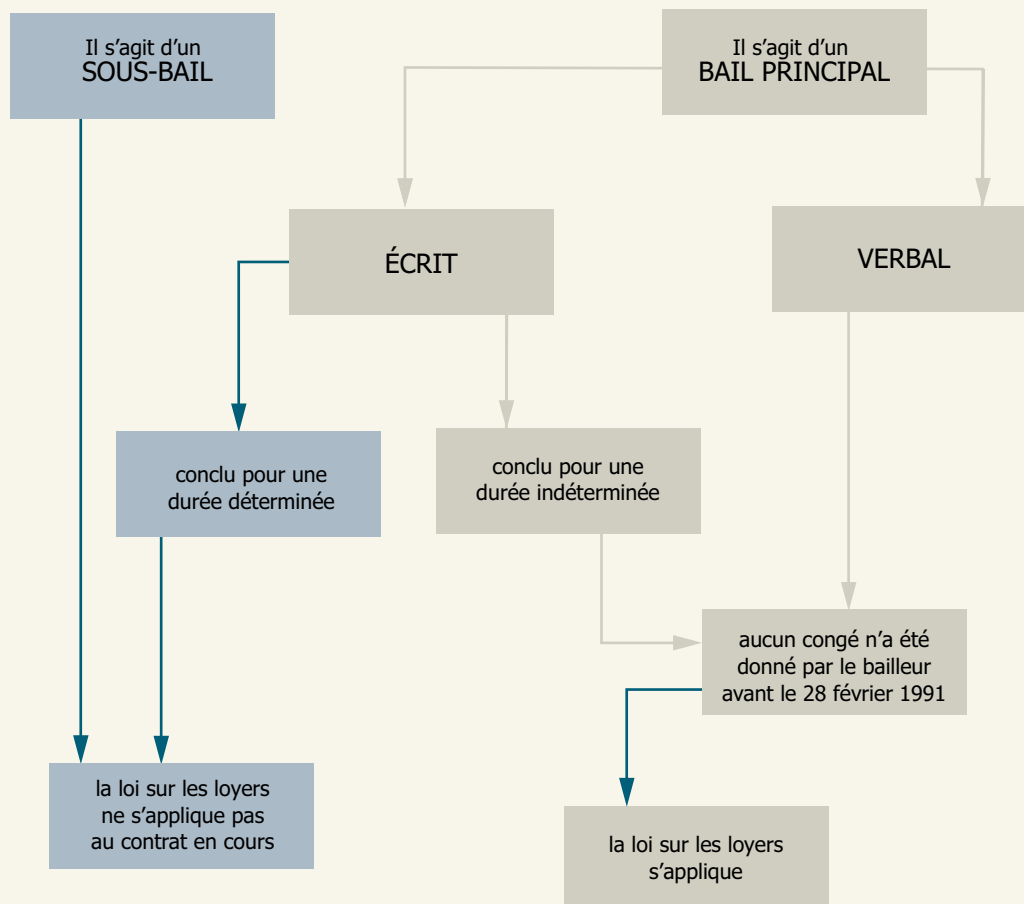 Il s’agit d’un
SOUS-BAIL
Il s’agit d’un
BAIL PRINCIPAL
ÉCRIT
VERBAL
conclu pour une
durée déterminée
conclu pour une
durée indéterminée
aucun congé n’a été
donné par le bailleur
avant le 28 février 1991
la loi sur les loyers
ne s’applique pas
au contrat en cours
la loi sur les loyers
s’applique